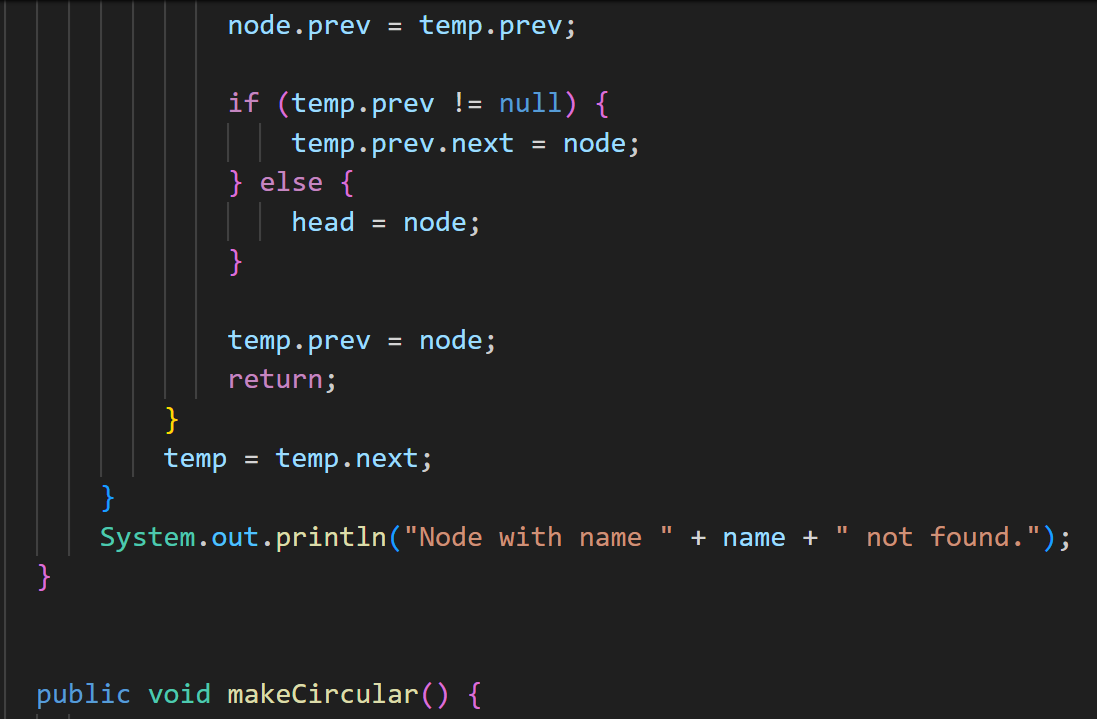 node.prev = temp.prev;
if (temp.prev != null) {
temp.prev.next = node;
} else {
head = node;
}
temp.prev = node;
return;
}
temp = temp.next;
}
System.out.println("Node with name " + name + " not found.");
}
public void makeCircular() {